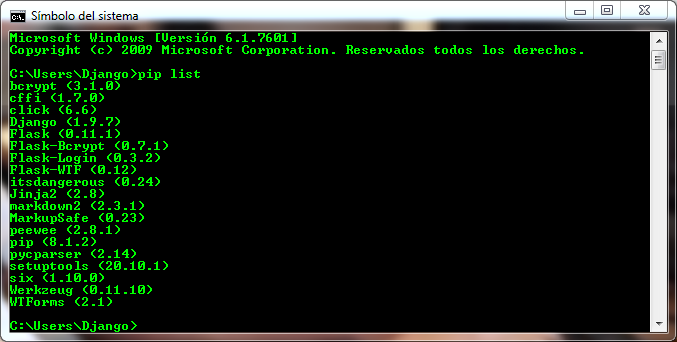 Símbolo del sistema
Microsoft Windows [Versión 6.1.7601]
Copyright (c) 2009 Microsoft Corporation. Reservados todos los derechos.
C:\Users\Django>pip list
bcrypt (3.1.0)
cffi (1.7.0)
click (6.6)
Django (1.9.7)
Flask (0.11.1)
Flask-Bcrypt (0.7.1)
Flask-Login (0.3.2)
Flask-WTF (0.12)
itsdangerous (0.24)
Jinja2 (2.8)
markdown2 (2.3.1)
MarkupSafe (0.23)
peewee (2.8.1)
pip (8.1.2)
pycparser (2.14)
setuptools (20.10.1)
six (1.10.0)
Werkzeug (0.11.10)
WTForms (2.1)
C:\Users\Django>